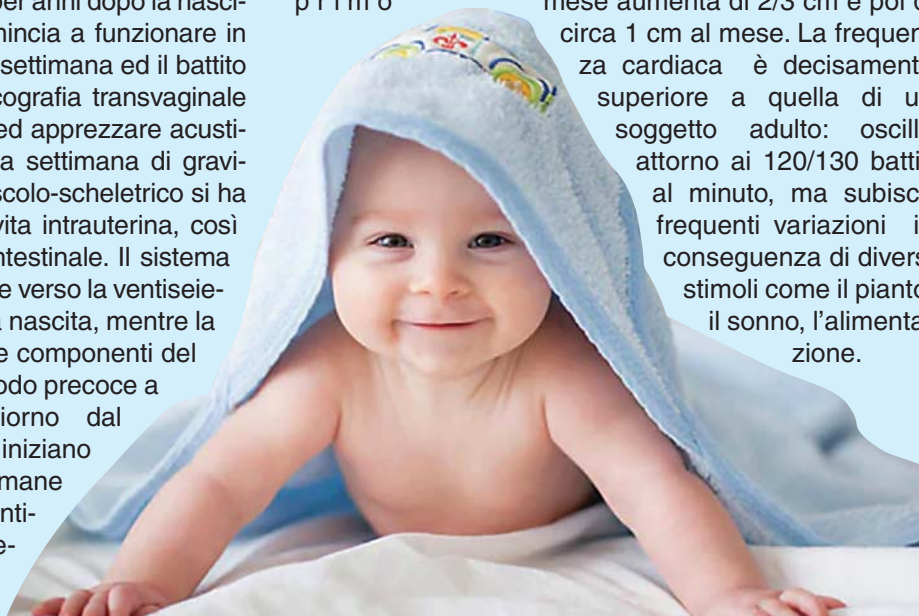 per anni dopo la nasci-
mincia a funzionare in
settimana ed il battito
cografia transvaginale
ed apprezzare acusti-
a settimana di gravi-
scolo-scheletrico si ha
vita intrauterina, così
ntestinale. Il sistema
e verso la ventiseie-
a nascita, mentre la
e componenti del
odo precoce a
iorno dal
iniziano
mane
nti-
e-
primo
mese aumenta di 2/3 cm e poi
circa 1 cm al mese. La frequen
za cardiaca è decisament
superiore a quella di u
soggetto adulto: oscill
attorno ai 120/130 batti
al minuto, ma subisc
frequenti variazioni i
conseguenza di divers
stimoli come il pianto
il sonno, l'alimenta
zione.